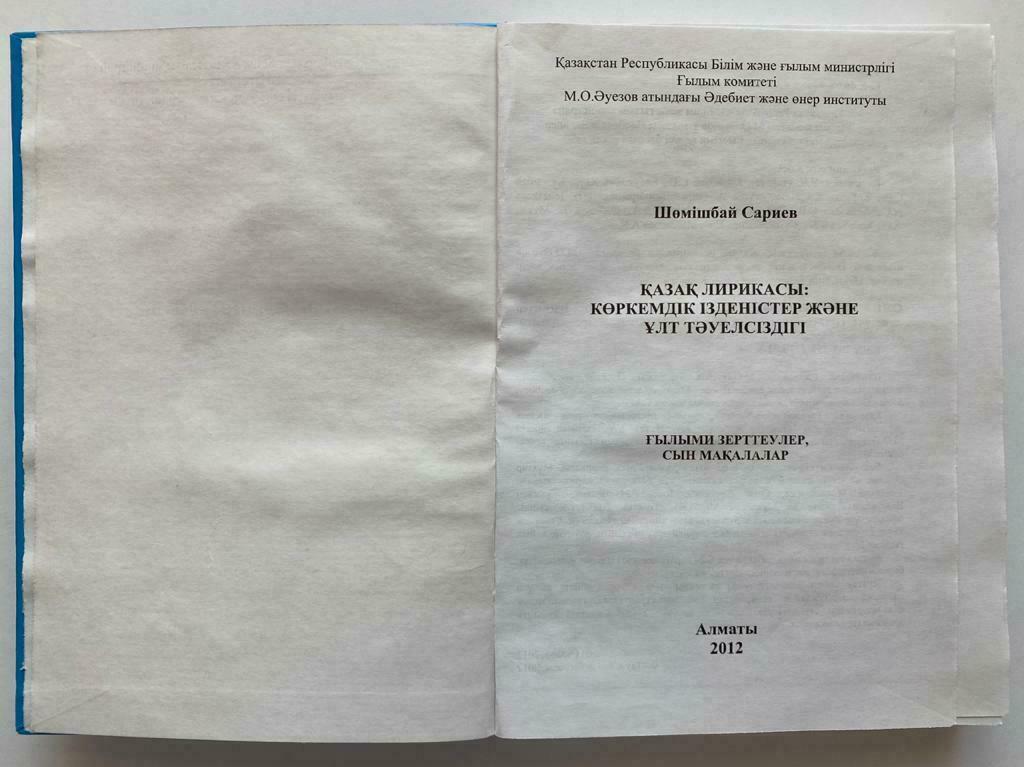 Қазақстан Республикасы Білім және ғылым министрлігі
Ғылым комитеті
М.О.Әуезов атындағы Әдебиет және өнер институты
Шөмішбай Сариев
ҚАЗАҚ ЛИРИКАСЫ:
КӨРКЕМДІК ІЗДЕНІСТЕР ЖӘНЕ
ҰЛТ ТӘУЕЛСІЗДІГІ
ҒЫЛЫМИ ЗЕРТТЕУЛЕР,
СЫН МАҚАЛАЛАР
Алматы
2012